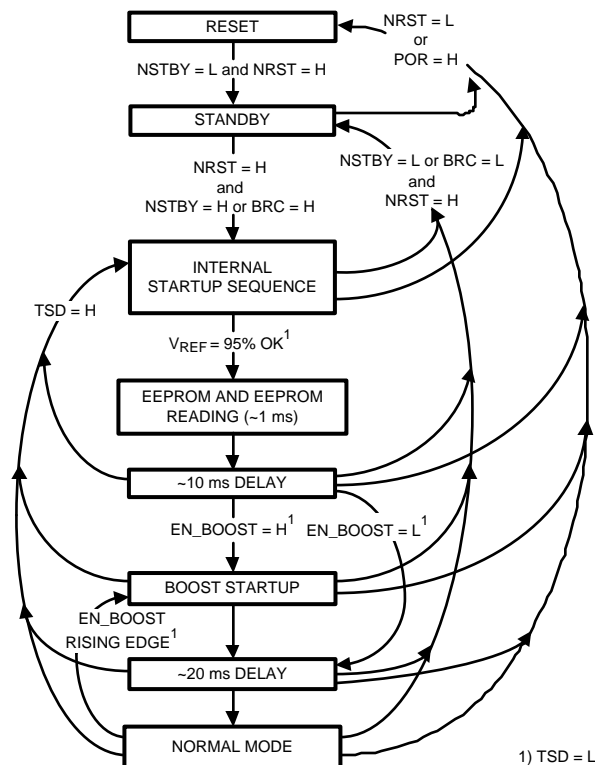 RESET
NRST = L
or
POR = H
NSTBY = L and NRST = H
STANDBY
NRST = H
and
NSTBY = H or BRC = H
NSTBY = L or BRC = L
and
NRST = H
INTERNAL
STARTUP SEQUENCE
TSD = H
VREF = 95% OK1
EEPROM AND EEPROM
READING (~1 ms)
~10 ms DELAY
EN_BOOST = H1
EN_BOOST = L1
BOOST STARTUP
EN_BOOST
RISING EDGE1
~20 ms DELAY
NORMAL MODE
1) TSD = L